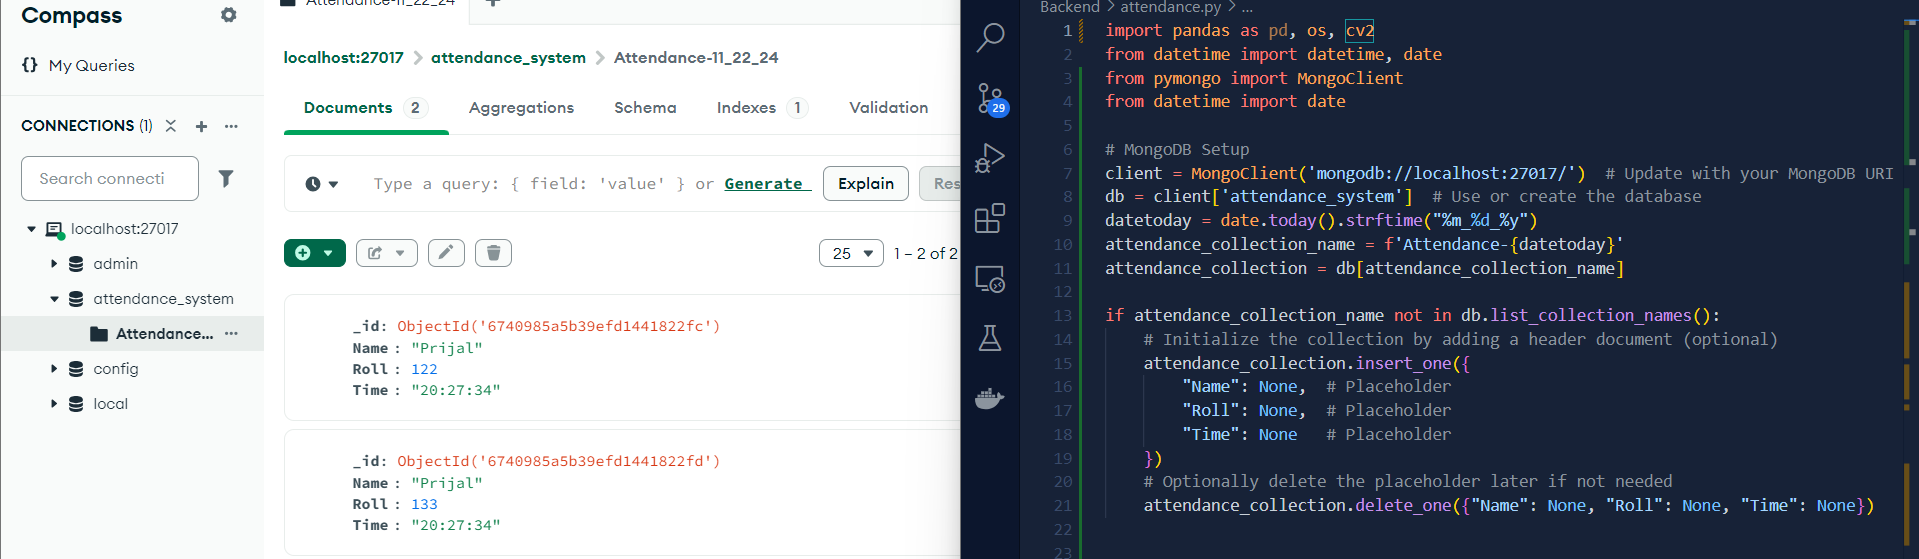 Compass
My Queries
CONNECTIONS (1)
Search connecti
localhost:27017
admin
attendance_system
Attendance...
config
local
Attendance-11_22_24
localhost:27017 > attendance_system > Attendance-11_22_24
Documents 2 Aggregations Schema Indexes 1 Validation
Type a query: { field: 'value' } or Generate Explain Res
25 1 – 2 of 2
_id: ObjectId('6740985a5b39efd1441822fc')
Name : "Prijal"
Roll : 122
Time : "20:27:34"
_id: ObjectId('6740985a5b39efd1441822fd')
Name : "Prijal"
Roll : 133
Time : "20:27:34"
29
Backend > attendance.py > ...
1 import pandas as pd, os, cv2
2 from datetime import datetime, date
3 from pymongo import MongoClient
4 from datetime import date
5
6 # MongoDB Setup
7 client = MongoClient('mongodb://localhost:27017/')  # Update with your MongoDB URI
8 db = client['attendance_system']  # Use or create the database
9 datetoday = date.today().strftime("%m_%d_%y")
10 attendance_collection_name = f'Attendance-{datetoday}'
11 attendance_collection = db[attendance_collection_name]
12
13 if attendance_collection_name not in db.list_collection_names():
14     # Initialize the collection by adding a header document (optional)
15     attendance_collection.insert_one({
16         "Name": None,  # Placeholder
17         "Roll": None,  # Placeholder
18         "Time": None   # Placeholder
19     })
20     # Optionally delete the placeholder later if not needed
21     attendance_collection.delete_one({"Name": None, "Roll": None, "Time": None})
22
23